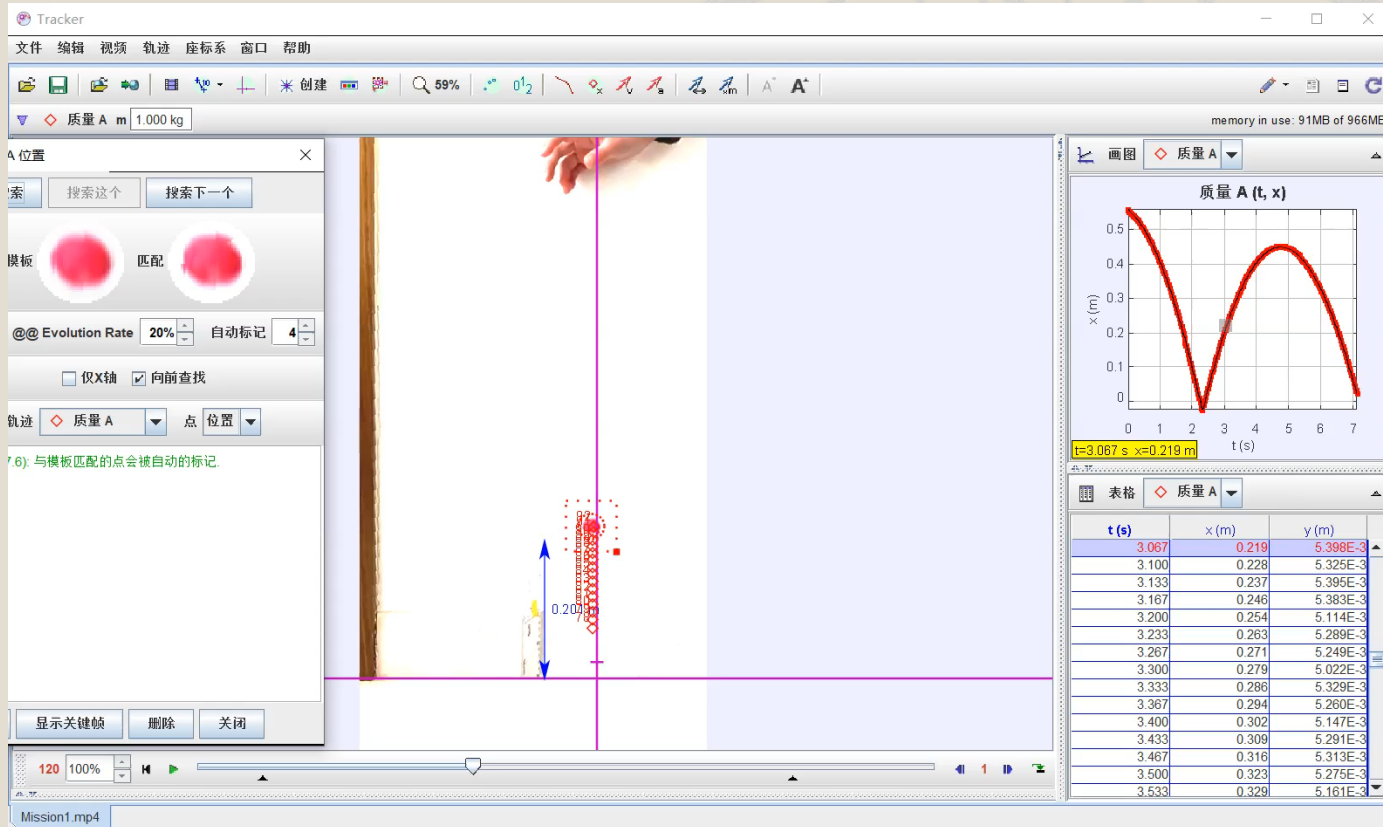 Tracker
文件 编辑 视频 轨迹 座标系 窗口 帮助
创建 59%
质量 A m 1.000 kg
memory in use: 91MB of 966MB
A 位置
搜索这个 搜索下一个
模板 匹配
@@ Evolution Rate 20% 自动标记 4
仅X轴 向前查找
轨迹 质量 A 点 位置
7.6): 与模板匹配的点会被自动的标记.
显示关键帧 删除 关闭
120 100% 1
Mission1.mp4
画图 质量 A
质量 A (t, x)
x (m)
0.5
0.4
0.3
0.2
0.1
0
0 1 2 3 4 5 6 7
t (s)
t=3.067 s x=0.219 m
表格 质量 A
t (s) x (m) y (m)
3.067 0.219 5.398E-3
3.100 0.228 5.325E-3
3.133 0.237 5.395E-3
3.167 0.246 5.383E-3
3.200 0.254 5.114E-3
3.233 0.263 5.289E-3
3.267 0.271 5.249E-3
3.300 0.279 5.022E-3
3.333 0.286 5.329E-3
3.367 0.294 5.260E-3
3.400 0.302 5.147E-3
3.433 0.309 5.291E-3
3.467 0.316 5.313E-3
3.500 0.323 5.275E-3
3.533 0.329 5.161E-3